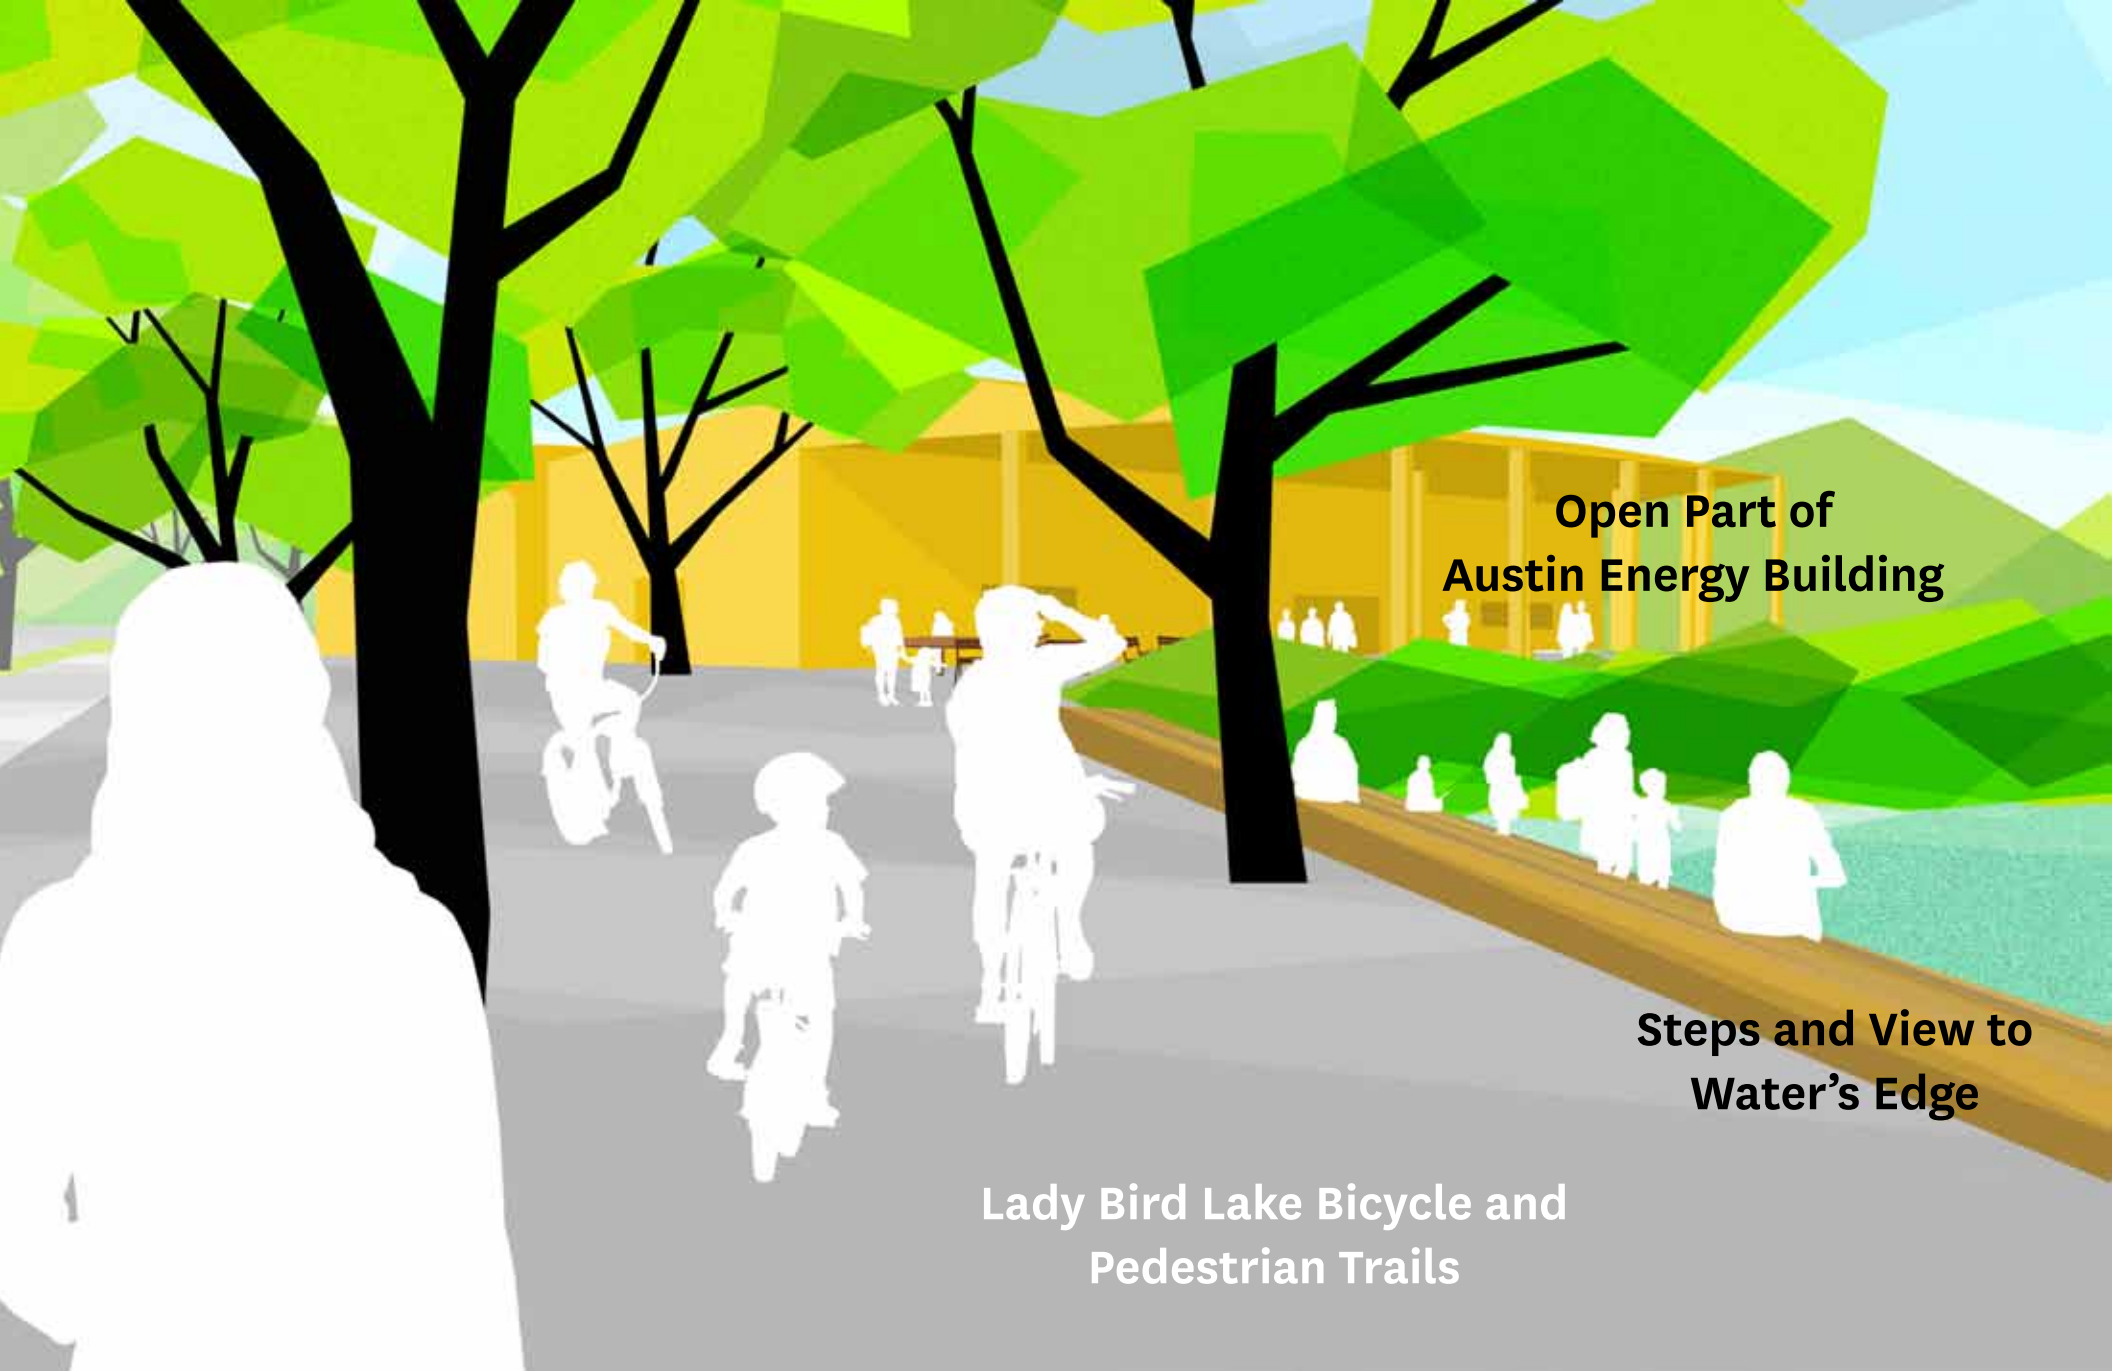 Open Part of
Austin Energy Building
Steps and View to
Water’s Edge
Lady Bird Lake Bicycle and
Pedestrian Trails